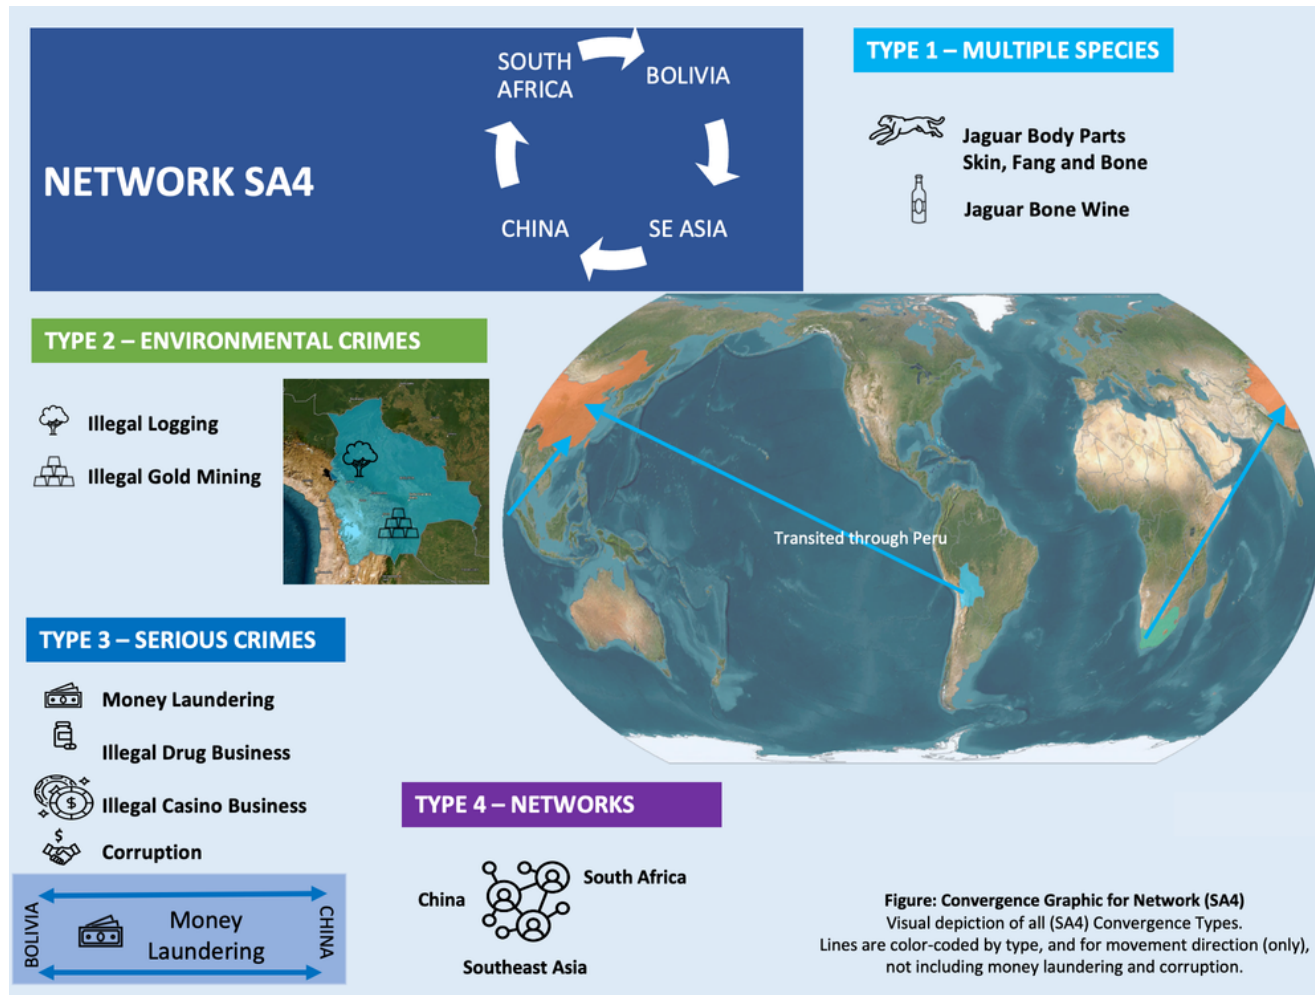 NETWORK SA4
SOUTH
AFRICA
BOLIVIA
CHINA
SE ASIA
TYPE 1 – MULTIPLE SPECIES
Jaguar Body Parts
Skin, Fang and Bone
Jaguar Bone Wine
TYPE 2 – ENVIRONMENTAL CRIMES
Illegal Logging
Illegal Gold Mining
Transited through Peru
TYPE 3 – SERIOUS CRIMES
Money Laundering
Illegal Drug Business
Illegal Casino Business
Corruption
BOLIVIA
Money
Laundering
CHINA
TYPE 4 – NETWORKS
China
South Africa
Southeast Asia
Figure: Convergence Graphic for Network (SA4)
Visual depiction of all (SA4) Convergence Types.
Lines are color-coded by type, and for movement direction (only),
not including money laundering and corruption.